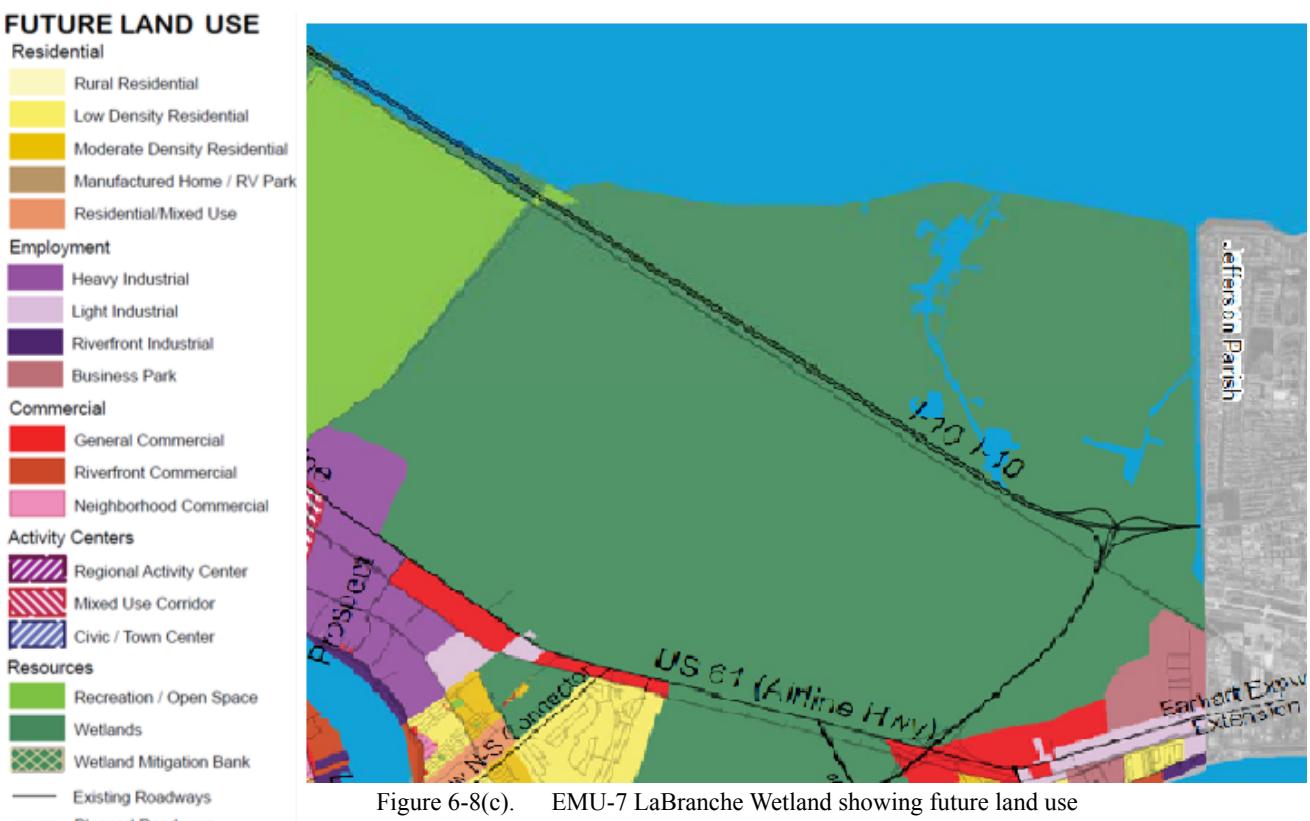 FUTURE LAND USE
Residential
Rural Residential
Low Density Residential
Moderate Density Residential
Manufactured Home / RV Park
Residential/Mixed Use
Employment
Heavy Industrial
Light Industrial
Riverfront Industrial
Business Park
Commercial
General Commercial
Riverfront Commercial
Neighborhood Commercial
Activity Centers
Regional Activity Center
Mixed Use Corridor
Civic / Town Center
Resources
Recreation / Open Space
Wetlands
Wetland Mitigation Bank
Existing Roadways
Jefferson Parish
I-10 I-10
Prospect
US 61 (Airline Hwy)
N-S Connector
Earhart Expw
Extension
Figure 6-8(c). EMU-7 LaBranche Wetland showing future land use